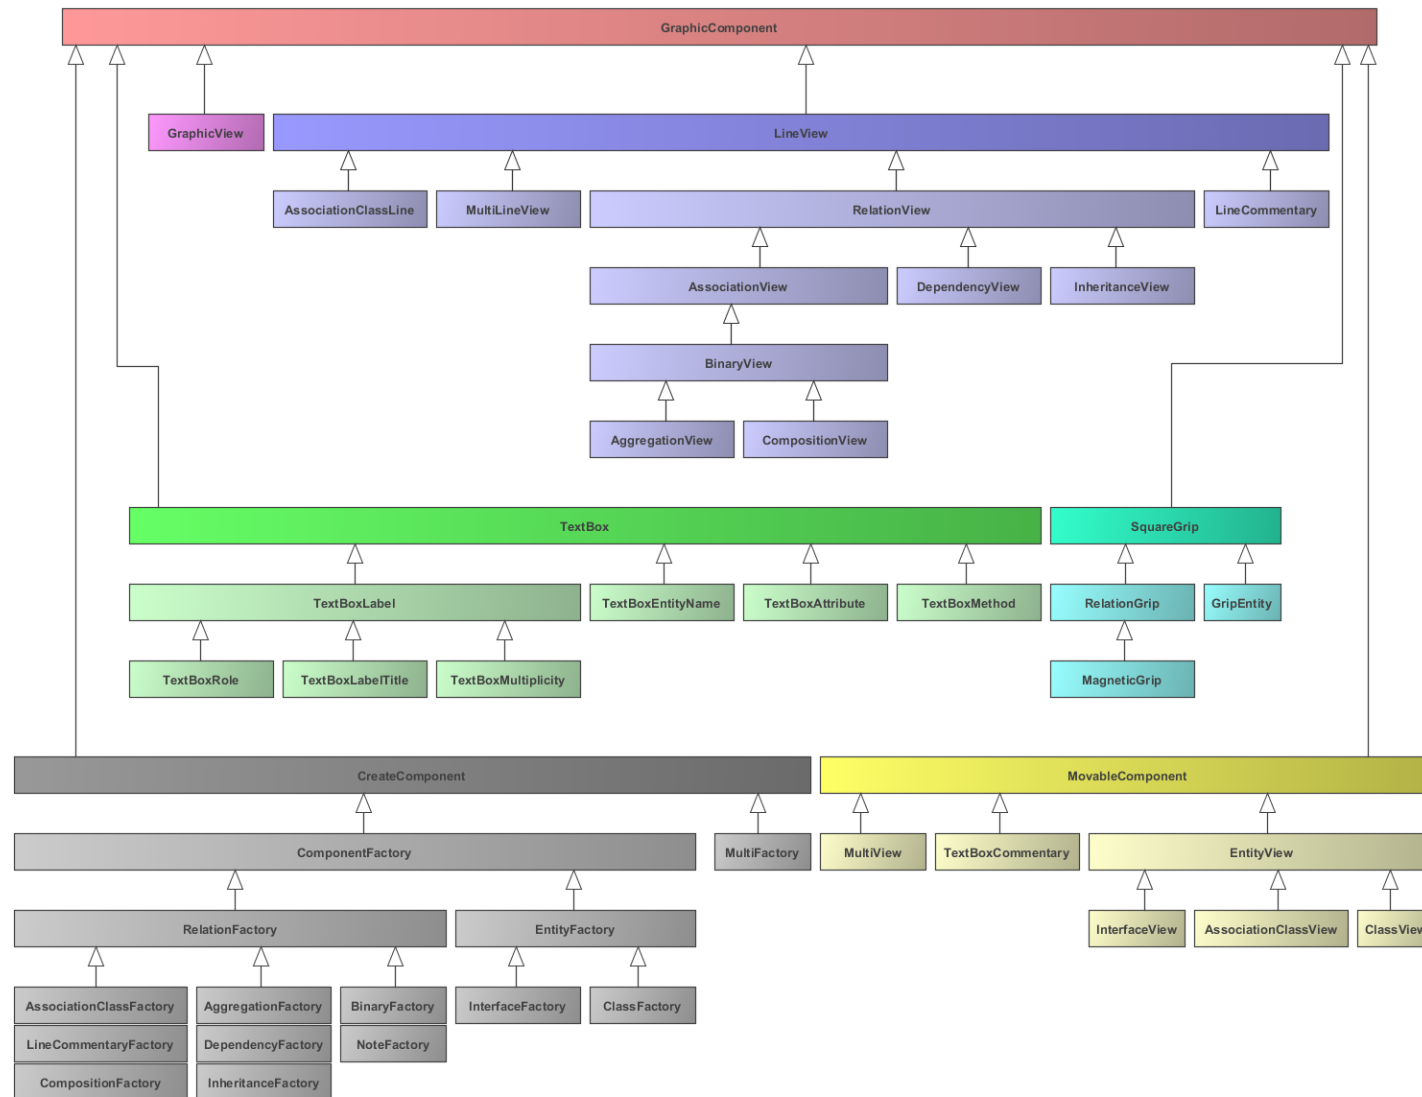 GraphicComponent
GraphicView
LineView
AssociationClassLine
MultiLineView
RelationView
LineCommentary
AssociationView
DependencyView
InheritanceView
BinaryView
AggregationView
CompositionView
TextBox
SquareGrip
TextBoxLabel
TextBoxEntityName
TextBoxAttribute
TextBoxMethod
RelationGrip
GripEntity
TextBoxRole
TextBoxLabelTitle
TextBoxMultiplicity
MagneticGrip
CreateComponent
MovableComponent
ComponentFactory
MultiFactory
MultiView
TextBoxCommentary
EntityView
RelationFactory
EntityFactory
InterfaceView
AssociationClassView
ClassView
AssociationClassFactory
AggregationFactory
BinaryFactory
InterfaceFactory
ClassFactory
LineCommentaryFactory
DependencyFactory
NoteFactory
CompositionFactory
InheritanceFactory